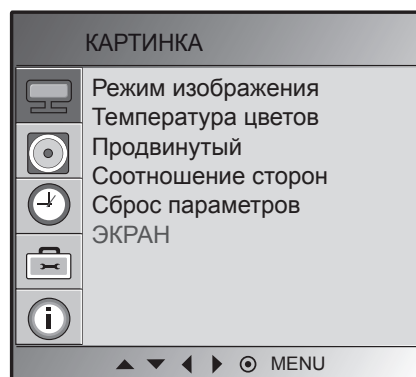 КАРТИНКА
Режим изображения
Температура цветов
Продвинутый
Соотношение сторон
Сброс параметров
ЭКРАН
MENU